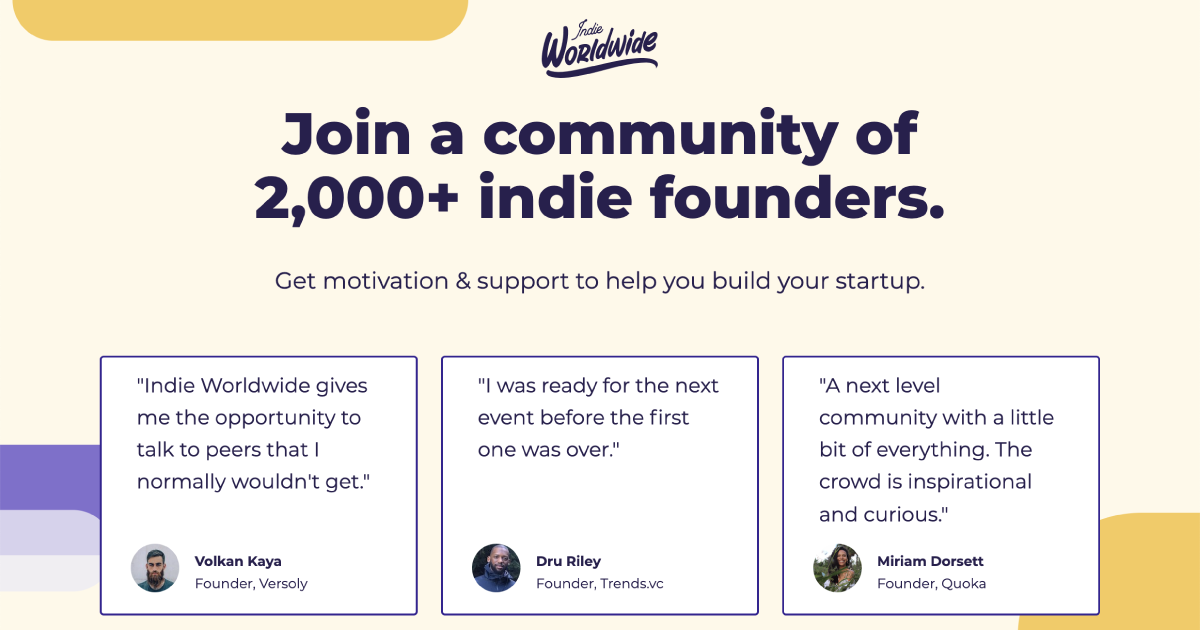 Indie
Worldwide
Join a community of
2,000+ indie founders.
Get motivation & support to help you build your startup.
"Indie Worldwide gives
me the opportunity to
talk to peers that I
normally wouldn't get."
Volkan Kaya
Founder, Versoly
"I was ready for the next
event before the first
one was over."
Dru Riley
Founder, Trends.vc
"A next level
community with a little
bit of everything. The
crowd is inspirational
and curious."
Miriam Dorsett
Founder, Quoka